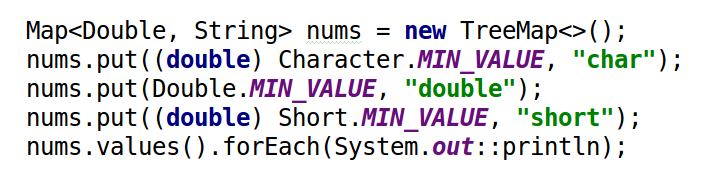 Map<Double, String> nums = new TreeMap<>();
nums.put((double) Character.MIN_VALUE, "char");
nums.put(Double.MIN_VALUE, "double");
nums.put((double) Short.MIN_VALUE, "short");
nums.values().forEach(System.out::println);